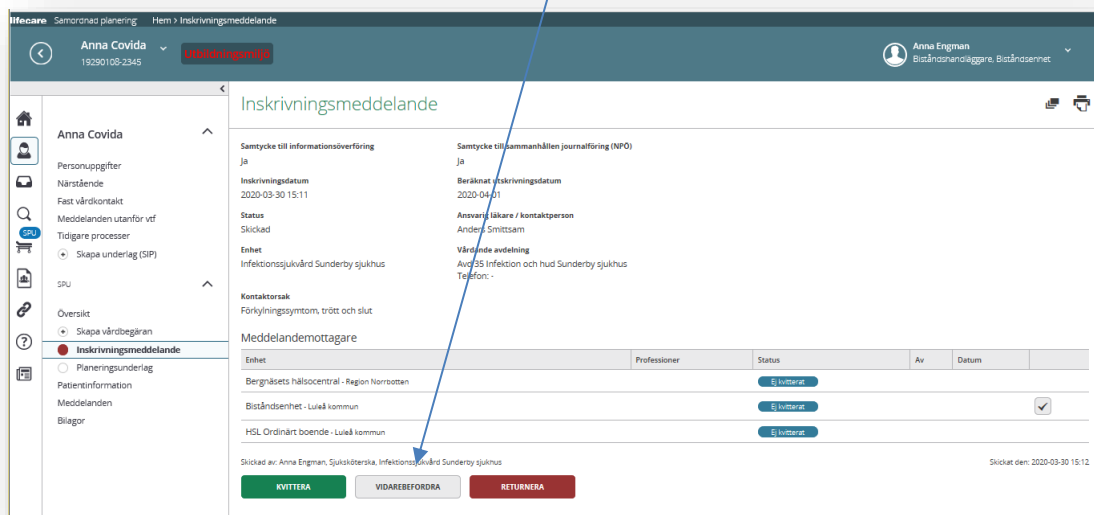 lifecare Samordnad planering Hem > Inskrivningsmeddelande
Anna Covida
19290108-2345
Utbildningsmiljö
Anna Engman
Biståndshandläggare, Biståndsenhet
Anna Covida
Personuppgifter
Närstående
Fast vårdkontakt
Meddelanden utanför vtf
Tidigare processer
Skapa underlag (SIP)
SPU
SPU
Översikt
Skapa vårdbegäran
Inskrivningsmeddelande
Planeringsunderlag
Patientinformation
Meddelanden
Bilagor
Inskrivningsmeddelande
Samtycke till informationsöverföring Samtycke till sammanhållen journalföring (NPÖ)
Ja Ja
Inskrivningsdatum Beräknat utskrivningsdatum
2020-03-30 15:11 2020-04-01
Status Ansvarig läkare / kontaktperson
Skickad Anders Smittsam
Enhet Vårdande avdelning
Infektionssjukvård Sunderby sjukhus Avd 35 Infektion och hud Sunderby sjukhus
Telefon: -
Kontaktorsak
Förkylningssymtom, trött och slut
Meddelandemottagare
Enhet Professioner Status Av Datum
Bergnäsets hälsocentral - Region Norrbotten Ej kvitterat
Biståndsenhet - Luleå kommun Ej kvitterat
HSL Ordinärt boende - Luleå kommun Ej kvitterat
Skickad av: Anna Engman, Sjuksköterska, Infektionssjukvård Sunderby sjukhus Skickat den: 2020-03-30 15:12
KVITTERA VIDAREBEFORDRA RETURNERA